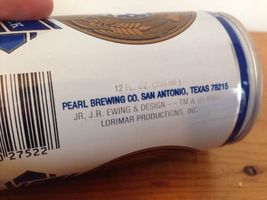 12 FL. OZ. (355 ml)
PEARL BREWING CO. SAN ANTONIO, TEXAS 78215
JR, J.R. EWING & DESIGN - - TM &
LORIMAR PRODUCTIONS, INC.
27522